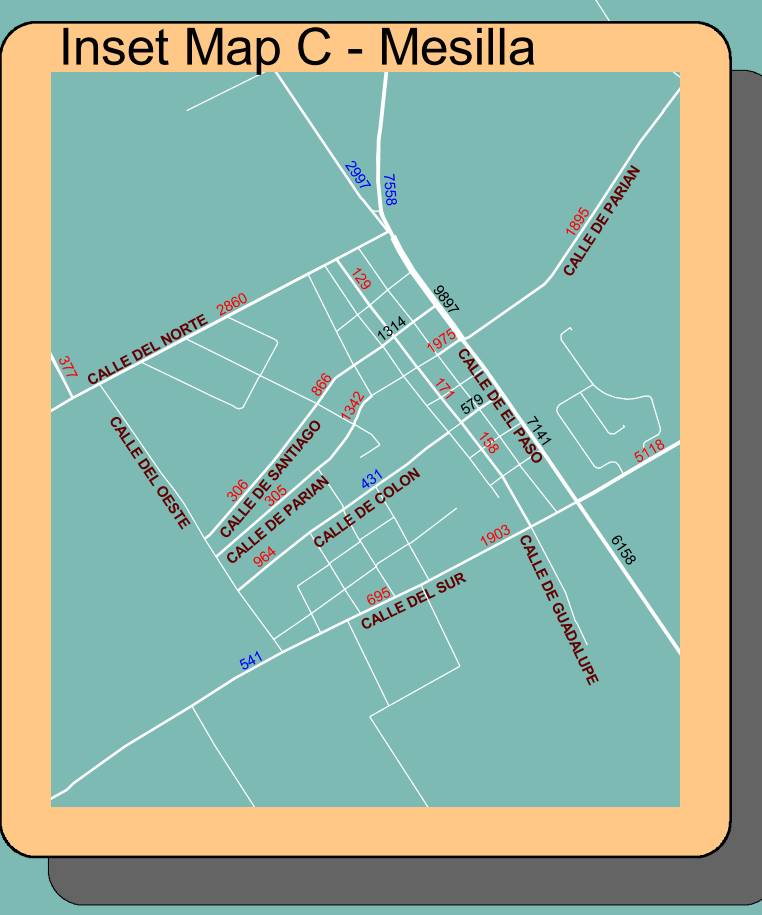 Inset Map C - Mesilla
2997
7558
1895
CALLE DE PARIAN
129
9897
2860
CALLE DEL NORTE
1314
1975
377
866
1342
171
579
CALLE DE EL PASO
7141
158
5118
CALLE DEL OESTE
306
CALLE DE SANTIAGO
305
CALLE DE PARIAN
431
CALLE DE COLON
964
1903
6158
695
CALLE DEL SUR
CALLE DE GUADALUPE
541